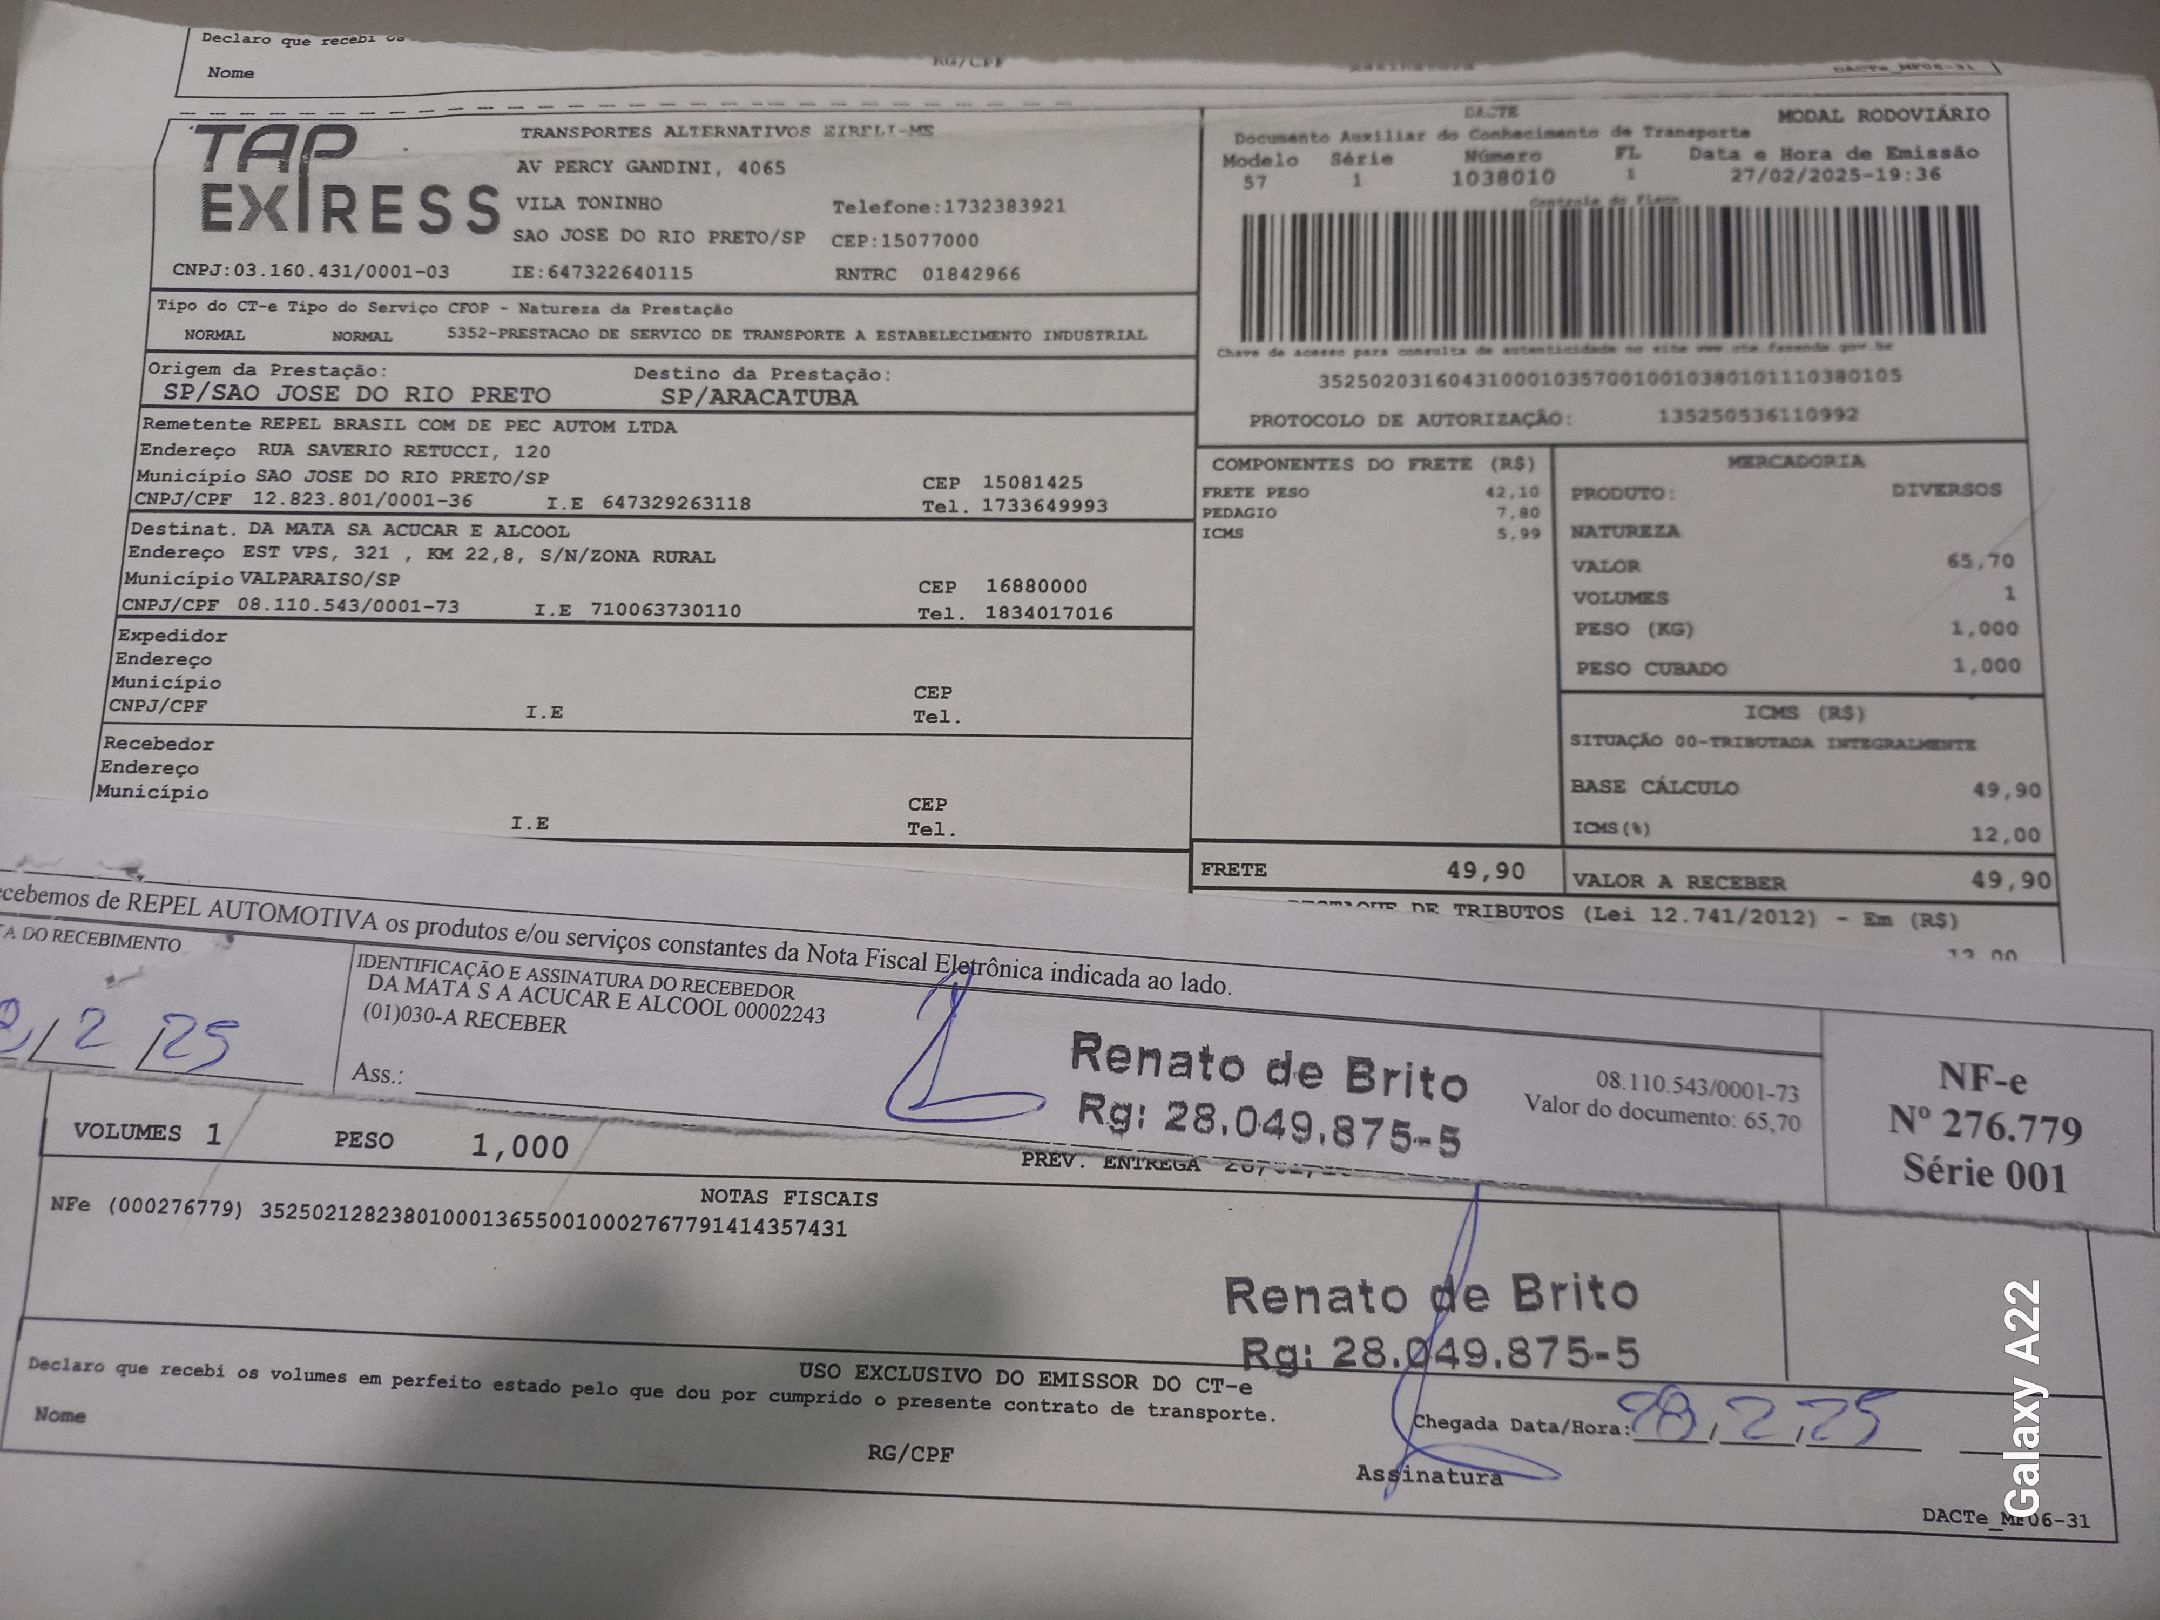 Declaro que recebi os
Nome
RG/CPF
DACTe_MF06-31
TAP EXPRESS
TRANSPORTES ALTERNATIVOS EIRELI-ME
AV PERCY GANDINI, 4065
VILA TONINHO Telefone:1732383921
SAO JOSE DO RIO PRETO/SP CEP:15077000
CNPJ:03.160.431/0001-03 IE:647322640115 RNTRC 01842966
DACTE MODAL RODOVIÁRIO
Documento Auxiliar do Conhecimento de Transporte
Modelo Série Número FL Data e Hora de Emissão
57 1 1038010 1 27/02/2025-19:36
Controle do Fisco
Chave de acesso para consulta de autenticidade no site www.cte.fazenda.gov.br
35250203160431000103570010010380101110380105
PROTOCOLO DE AUTORIZAÇÃO: 135250536110992
Tipo do CT-e Tipo do Serviço CFOP - Natureza da Prestação
NORMAL NORMAL 5352-PRESTACAO DE SERVICO DE TRANSPORTE A ESTABELECIMENTO INDUSTRIAL
Origem da Prestação: Destino da Prestação:
SP/SAO JOSE DO RIO PRETO SP/ARACATUBA
Remetente REPEL BRASIL COM DE PEC AUTOM LTDA
Endereço RUA SAVERIO RETUCCI, 120
Município SAO JOSE DO RIO PRETO/SP CEP 15081425
CNPJ/CPF 12.823.801/0001-36 I.E 647329263118 Tel. 1733649993
Destinat. DA MATA SA ACUCAR E ALCOOL
Endereço EST VPS, 321 , KM 22,8, S/N/ZONA RURAL
Município VALPARAISO/SP CEP 16880000
CNPJ/CPF 08.110.543/0001-73 I.E 710063730110 Tel. 1834017016
Expedidor
Endereço
Município CEP
CNPJ/CPF I.E Tel.
Recebedor
Endereço
Município CEP
I.E Tel.
COMPONENTES DO FRETE (R$)
FRETE PESO 42,10
PEDAGIO 7,80
ICMS 5,99
MERCADORIA
PRODUTO: DIVERSOS
NATUREZA
VALOR 65,70
VOLUMES 1
PESO (KG) 1,000
PESO CUBADO 1,000
ICMS (R$)
SITUAÇÃO 00-TRIBUTADA INTEGRALMENTE
BASE CÁLCULO 49,90
ICMS(%) 12,00
FRETE 49,90 VALOR A RECEBER 49,90
DESTAQUE DE TRIBUTOS (Lei 12.741/2012) - Em (R$)
12,00
ecebemos de REPEL AUTOMOTIVA os produtos e/ou serviços constantes da Nota Fiscal Eletrônica indicada ao lado.
TA DO RECEBIMENTO
/2/25
IDENTIFICAÇÃO E ASSINATURA DO RECEBEDOR
DA MATA S A ACUCAR E ALCOOL 00002243
(01)030-A RECEBER
Ass.:
Renato de Brito
Rg: 28.049.875-5
08.110.543/0001-73
Valor do documento: 65,70
NF-e
Nº 276.779
Série 001
VOLUMES 1 PESO 1,000 PREV. ENTREGA
NOTAS FISCAIS
NFe (000276779) 35250212823801000136550010002767791414357431
Renato de Brito
Rg: 28.049.875-5
USO EXCLUSIVO DO EMISSOR DO CT-e
Declaro que recebi os volumes em perfeito estado pelo que dou por cumprido o presente contrato de transporte.
Chegada Data/Hora: 28/2/25
Nome RG/CPF Assinatura
DACTe_MF06-31
Galaxy A22